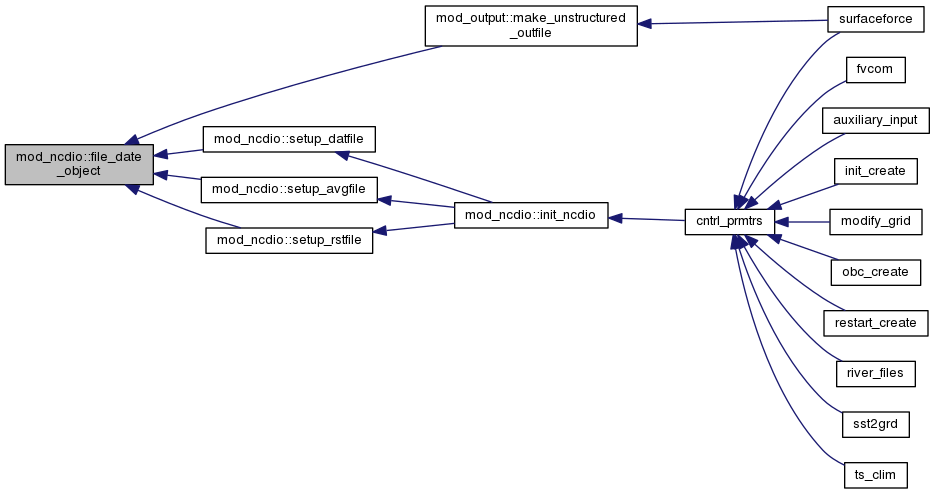 mod_output::make_unstructured
_outfile
surfaceforce
fvcom
auxiliary_input
mod_ncdio::setup_datfile
mod_ncdio::file_date
_object
init_create
mod_ncdio::setup_avgfile
mod_ncdio::init_ncdio
cntrl_prmtrs
modify_grid
mod_ncdio::setup_rstfile
obc_create
restart_create
river_files
sst2grd
ts_clim